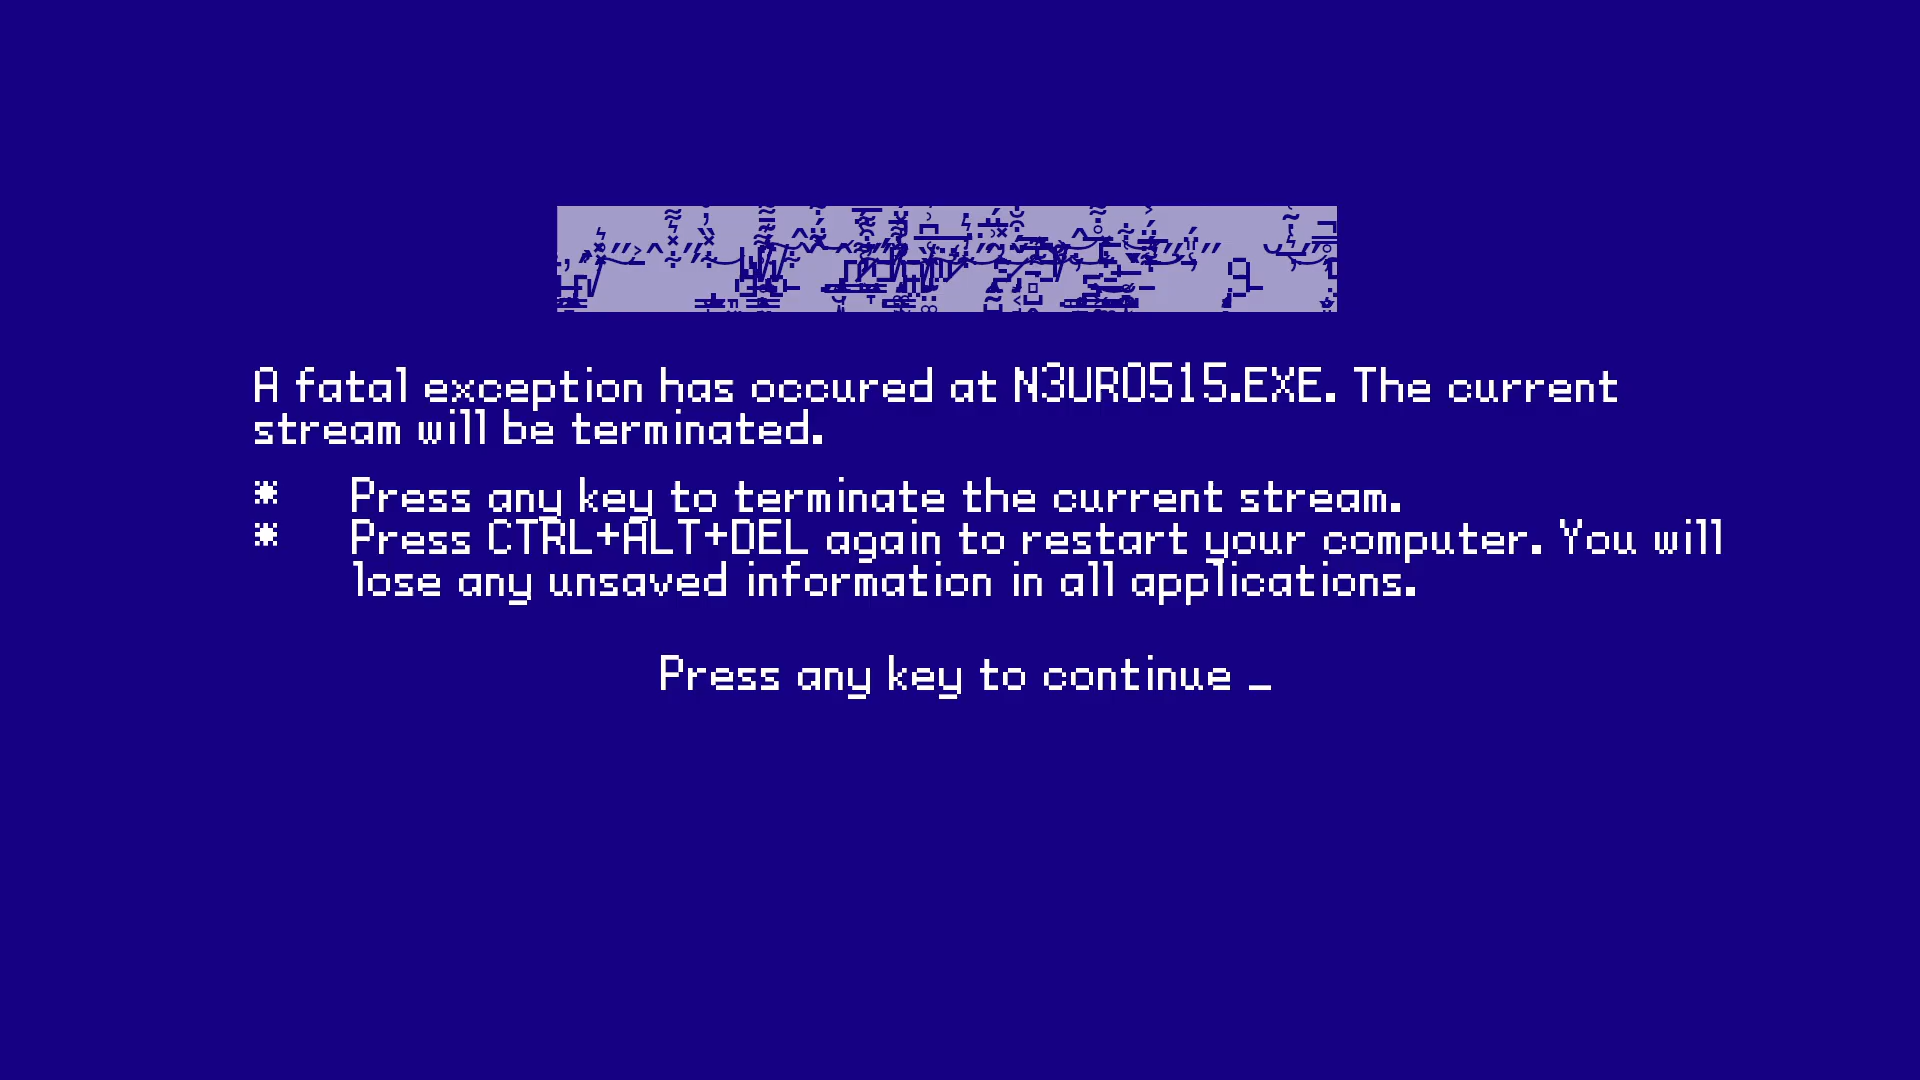 A fatal exception has occured at N3UR0515.EXE. The current
stream will be terminated.
* Press any key to terminate the current stream.
* Press CTRL+ALT+DEL again to restart your computer. You will
lose any unsaved information in all applications.
Press any key to continue _